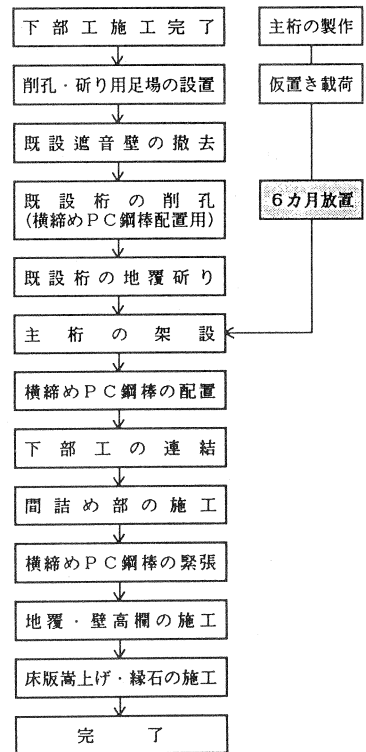 下部工施工完了
削孔・斫り用足場の設置
既設遮音壁の撤去
既設桁の削孔
(横締めPC鋼棒配置用)
既設桁の地覆斫り
主桁の架設
横締めPC鋼棒の配置
下部工の連結
間詰め部の施工
横締めPC鋼棒の緊張
地覆・壁高欄の施工
床版嵩上げ・縁石の施工
完了
主桁の製作
仮置き載荷
6カ月放置